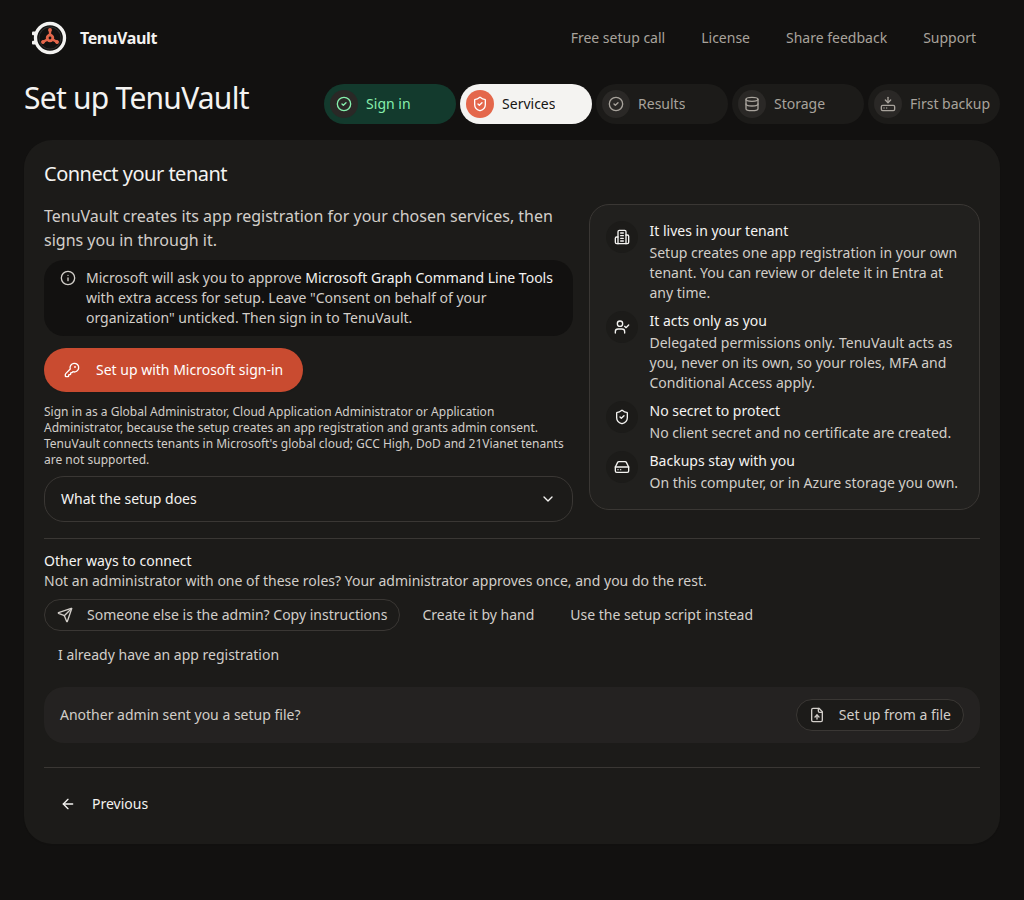 TenuVault
Free setup call
License
Share feedback
Support
Set up TenuVault
Sign in
Services
Results
Storage
First backup
Connect your tenant
TenuVault creates its app registration for your chosen services, then
signs you in through it.
Microsoft will ask you to approve Microsoft Graph Command Line Tools
with extra access for setup. Leave "Consent on behalf of your
organization" unticked. Then sign in to TenuVault.
Set up with Microsoft sign-in
Sign in as a Global Administrator, Cloud Application Administrator or Application
Administrator, because the setup creates an app registration and grants admin consent.
TenuVault connects tenants in Microsoft's global cloud; GCC High, DoD and 21Vianet tenants
are not supported.
What the setup does
It lives in your tenant
Setup creates one app registration in your own
tenant. You can review or delete it in Entra at
any time.
It acts only as you
Delegated permissions only. TenuVault acts as
you, never on its own, so your roles, MFA and
Conditional Access apply.
No secret to protect
No client secret and no certificate are created.
Backups stay with you
On this computer, or in Azure storage you own.
Other ways to connect
Not an administrator with one of these roles? Your administrator approves once, and you do the rest.
Someone else is the admin? Copy instructions
Create it by hand
Use the setup script instead
I already have an app registration
Another admin sent you a setup file?
Set up from a file
Previous